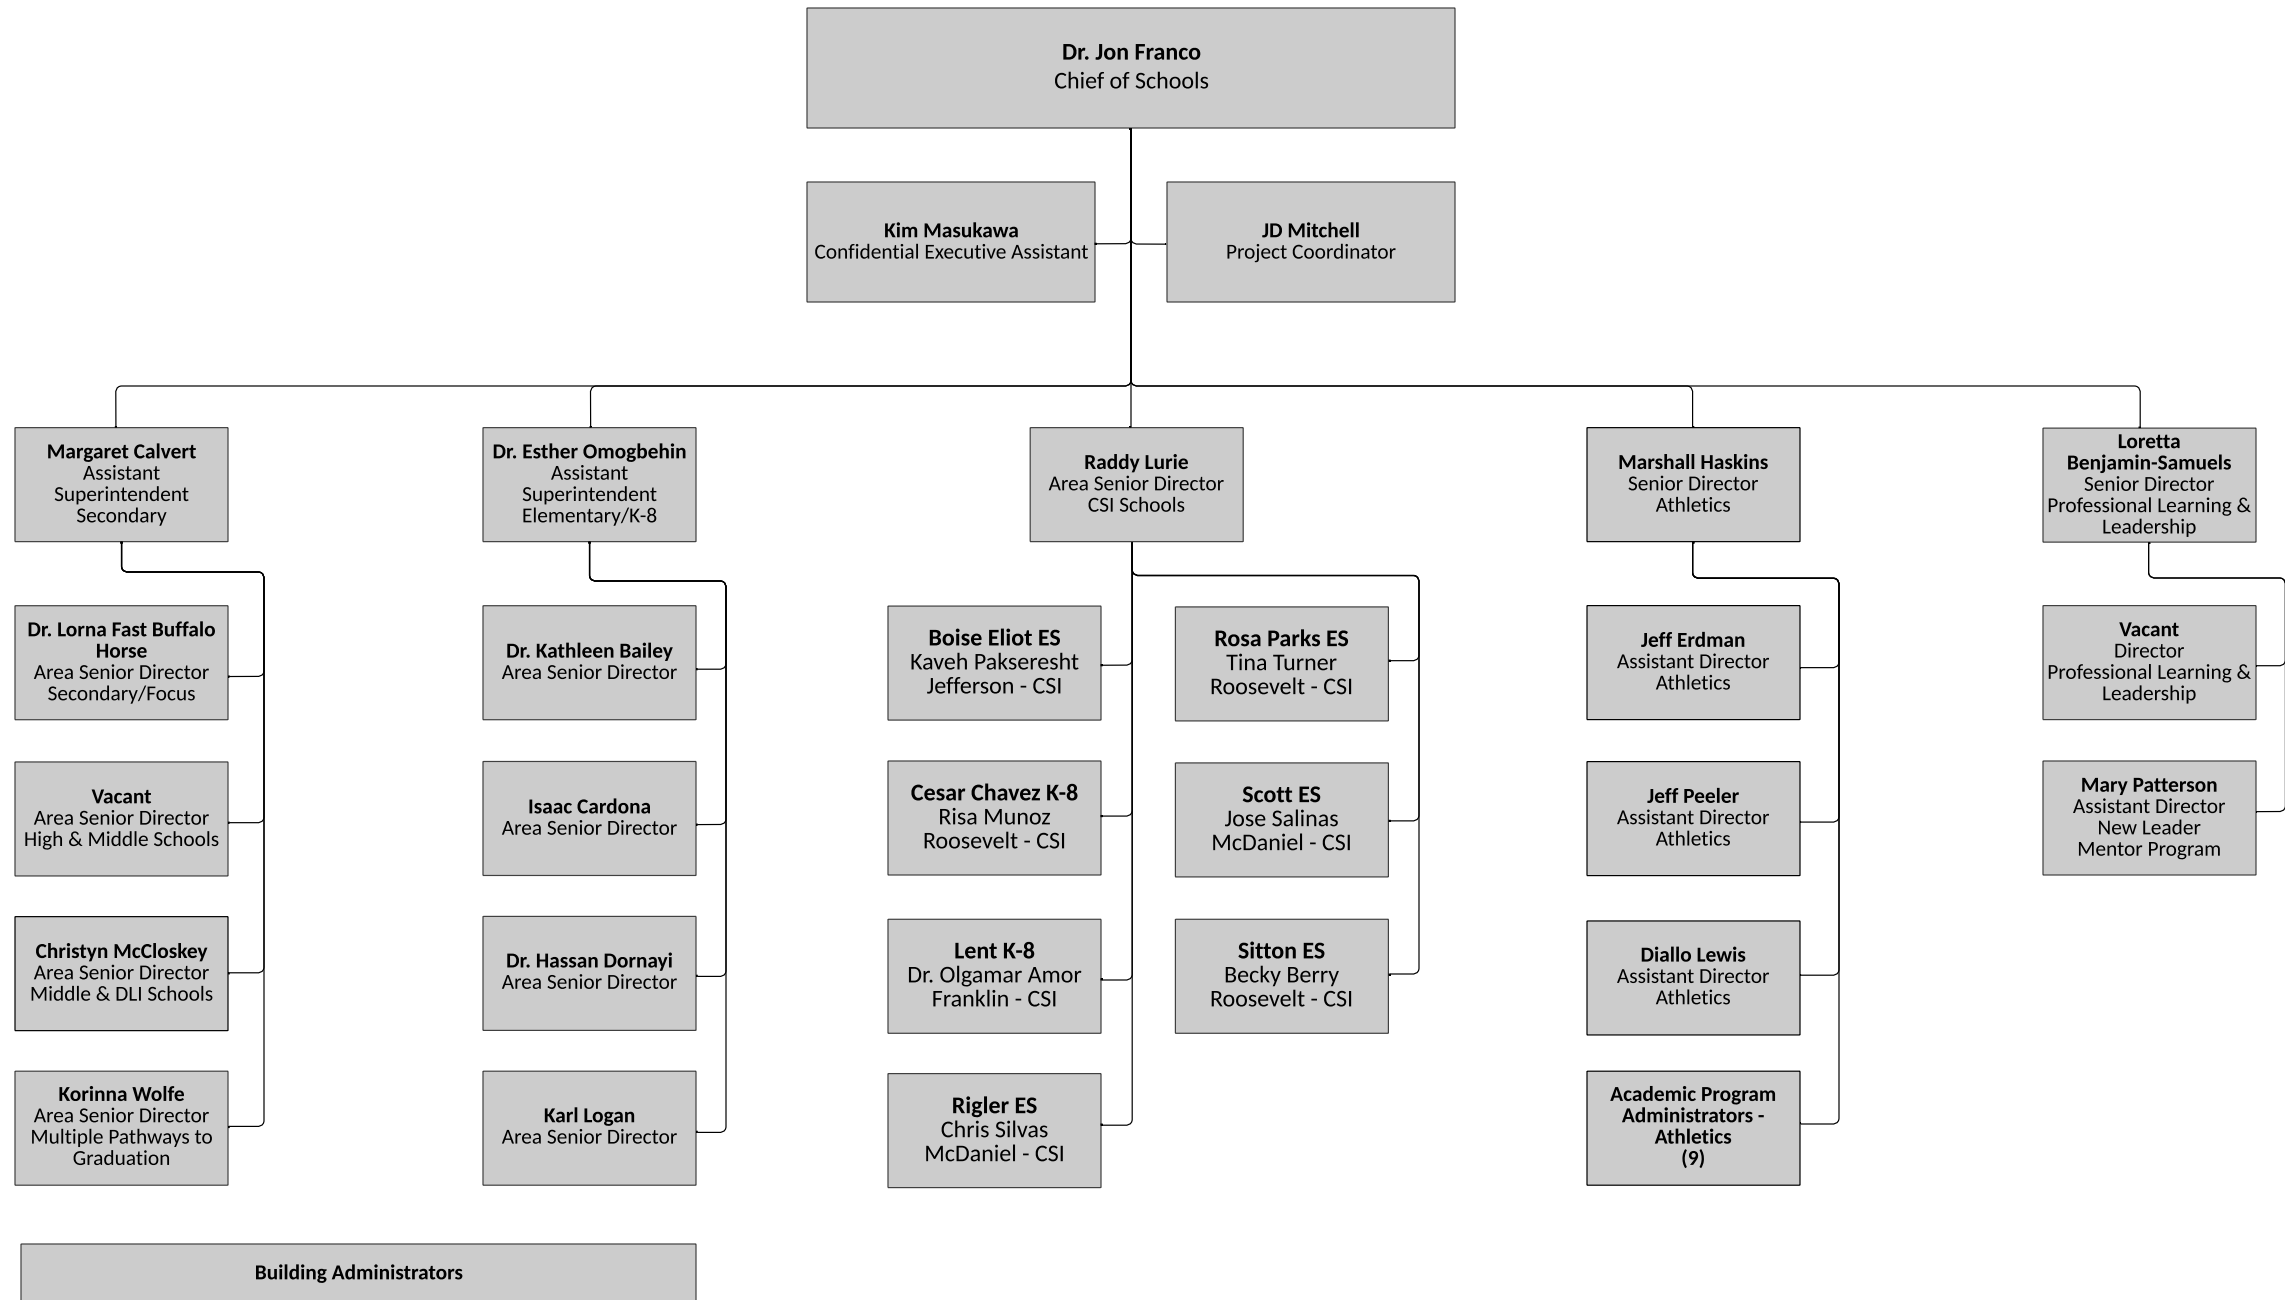 Dr. Jon Franco
Chief of Schools
Kim Masukawa
Confidential Executive Assistant
JD Mitchell
Project Coordinator
Margaret Calvert
Assistant
Superintendent
Secondary
Dr. Esther Omogbehin
Assistant
Superintendent
Elementary/K-8
Raddy Lurie
Area Senior Director
CSI Schools
Marshall Haskins
Senior Director
Athletics
Loretta
Benjamin-Samuels
Senior Director
Professional Learning &
Leadership
Dr. Lorna Fast Buffalo
Horse
Area Senior Director
Secondary/Focus
Vacant
Area Senior Director
High & Middle Schools
Christyn McCloskey
Area Senior Director
Middle & DLI Schools
Korinna Wolfe
Area Senior Director
Multiple Pathways to
Graduation
Dr. Kathleen Bailey
Area Senior Director
Isaac Cardona
Area Senior Director
Dr. Hassan Dornayi
Area Senior Director
Karl Logan
Area Senior Director
Boise Eliot ES
Kaveh Pakseresht
Jefferson - CSI
Cesar Chavez K-8
Risa Munoz
Roosevelt - CSI
Lent K-8
Dr. Olgamar Amor
Franklin - CSI
Rigler ES
Chris Silvas
McDaniel - CSI
Rosa Parks ES
Tina Turner
Roosevelt - CSI
Scott ES
Jose Salinas
McDaniel - CSI
Sitton ES
Becky Berry
Roosevelt - CSI
Jeff Erdman
Assistant Director
Athletics
Jeff Peeler
Assistant Director
Athletics
Diallo Lewis
Assistant Director
Athletics
Academic Program
Administrators -
Athletics
(9)
Vacant
Director
Professional Learning &
Leadership
Mary Patterson
Assistant Director
New Leader
Mentor Program
Building Administrators